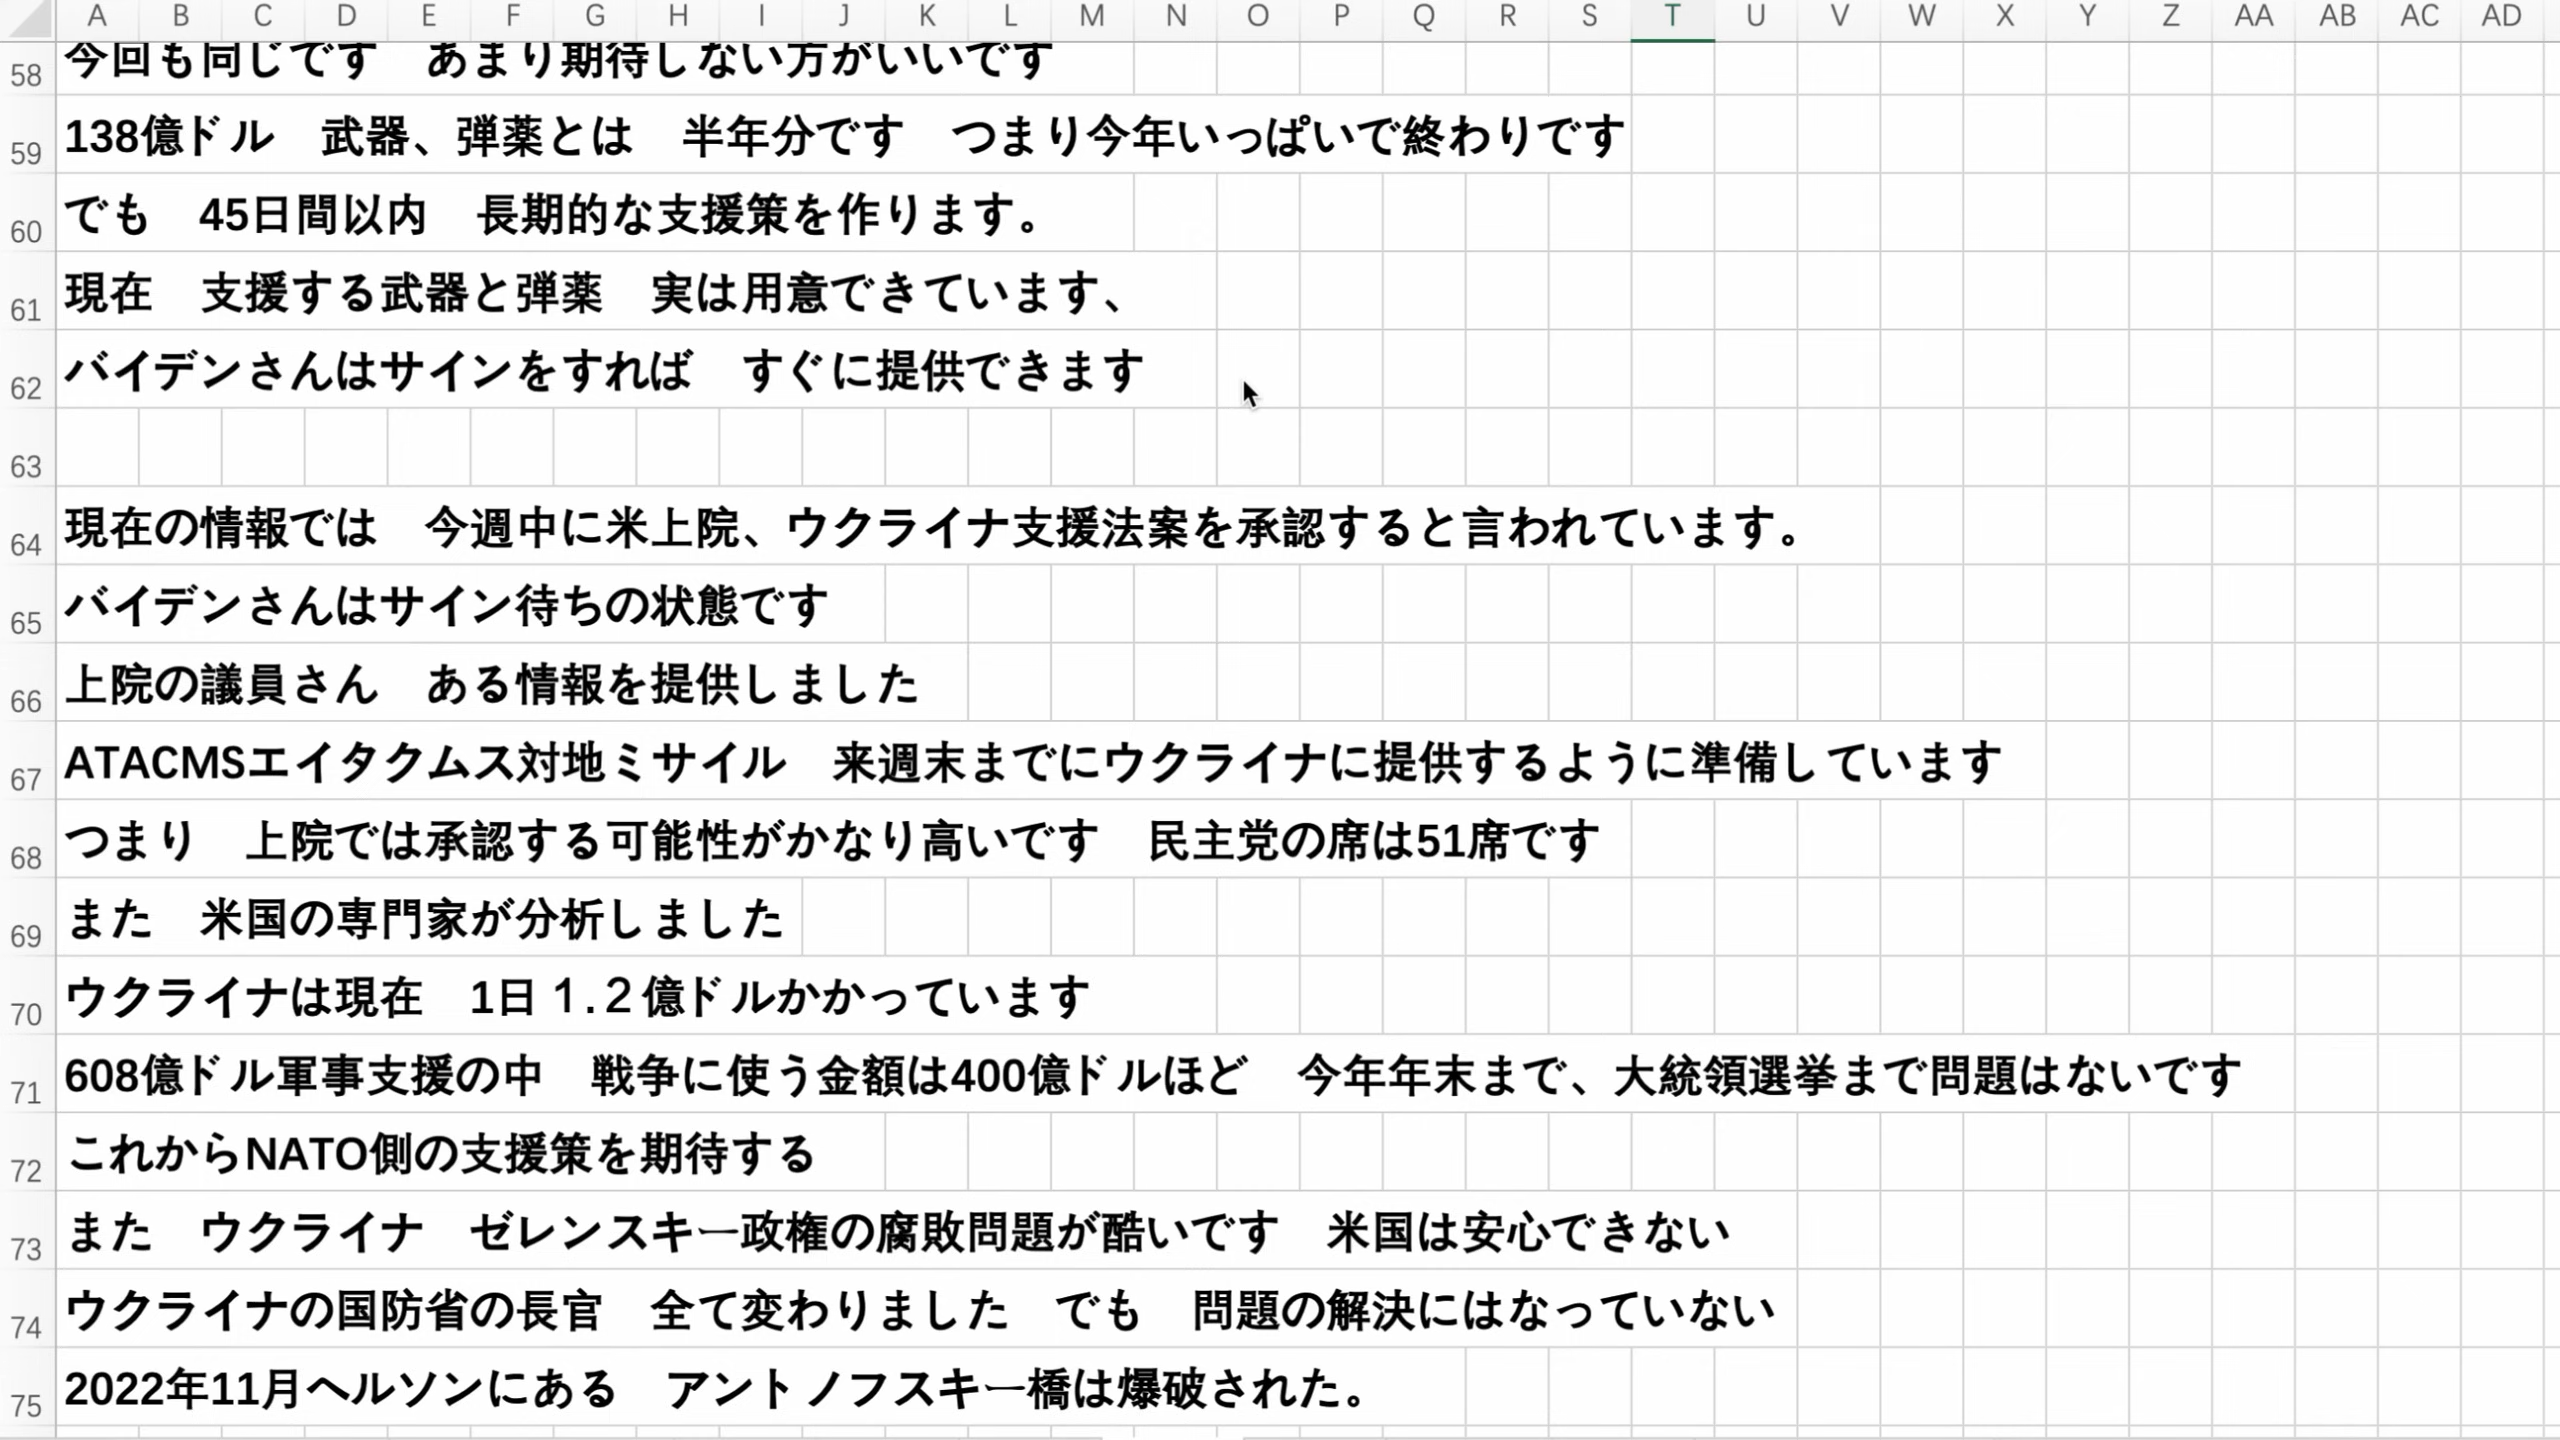 A B C D E F G H I J K L M N O P Q R S T U V W X Y Z AA AB AC AD
58 今回も同じです　あまり期待しない方がいいです
59 138億ドル　武器、弾薬とは　半年分です　つまり今年いっぱいで終わりです
60 でも　45日間以内　長期的な支援策を作ります。
61 現在　支援する武器と弾薬　実は用意できています、
62 バイデンさんはサインをすれば　すぐに提供できます
63
64 現在の情報では　今週中に米上院、ウクライナ支援法案を承認すると言われています。
65 バイデンさんはサイン待ちの状態です
66 上院の議員さん　ある情報を提供しました
67 ATACMSエイタクムス対地ミサイル　来週末までにウクライナに提供するように準備しています
68 つまり　上院では承認する可能性がかなり高いです　民主党の席は51席です
69 また　米国の専門家が分析しました
70 ウクライナは現在　1日１.２億ドルかかっています
71 608億ドル軍事支援の中　戦争に使う金額は400億ドルほど　今年年末まで、大統領選挙まで問題はないです
72 これからNATO側の支援策を期待する
73 また　ウクライナ　ゼレンスキー政権の腐敗問題が酷いです　米国は安心できない
74 ウクライナの国防省の長官　全て変わりました　でも　問題の解決にはなっていない
75 2022年11月ヘルソンにある　アントノフスキー橋は爆破された。